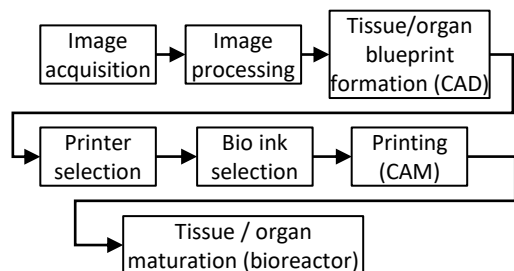 Image
acquisition
Image
processing
Tissue/organ
blueprint
formation (CAD)
Printer
selection
Bio ink
selection
Printing
(CAM)
Tissue / organ
maturation (bioreactor)